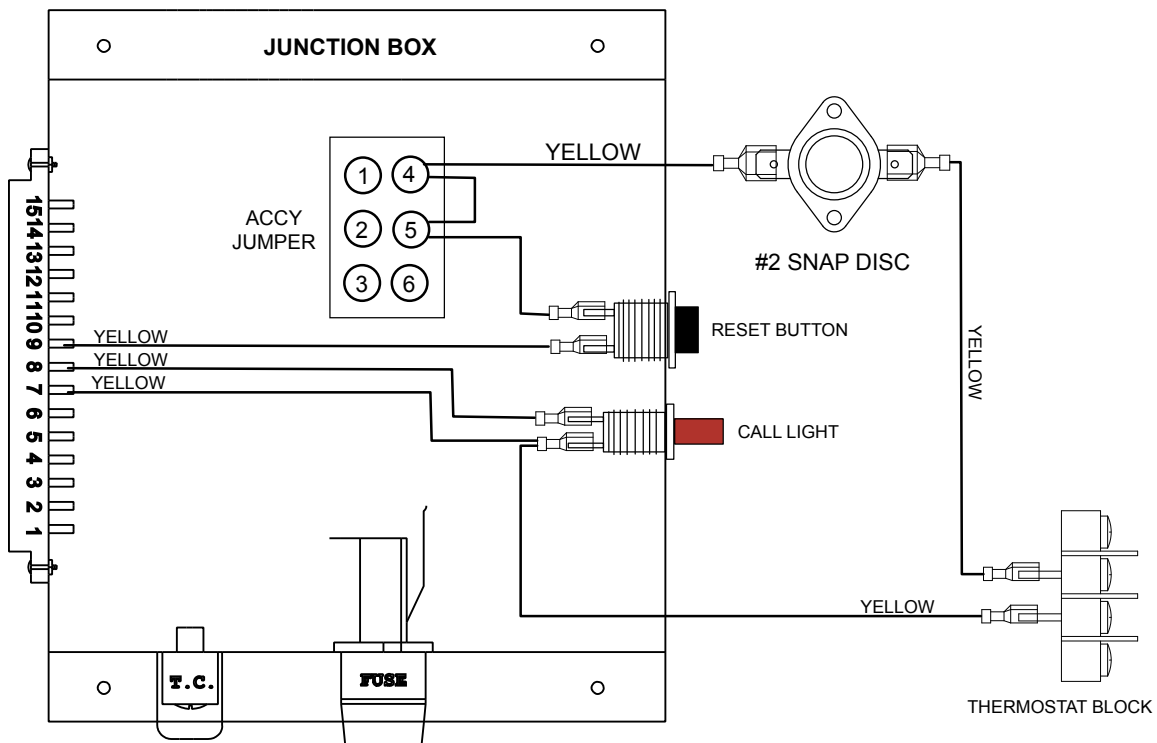 JUNCTION BOX
YELLOW
1 4
2 5
3 6
ACCY
JUMPER
#2 SNAP DISC
RESET BUTTON
YELLOW
YELLOW
YELLOW
YELLOW
CALL LIGHT
15 14 13 12 11 10 9 8 7 6 5 4 3 2 1
YELLOW
T.C.
FUSE
THERMOSTAT BLOCK